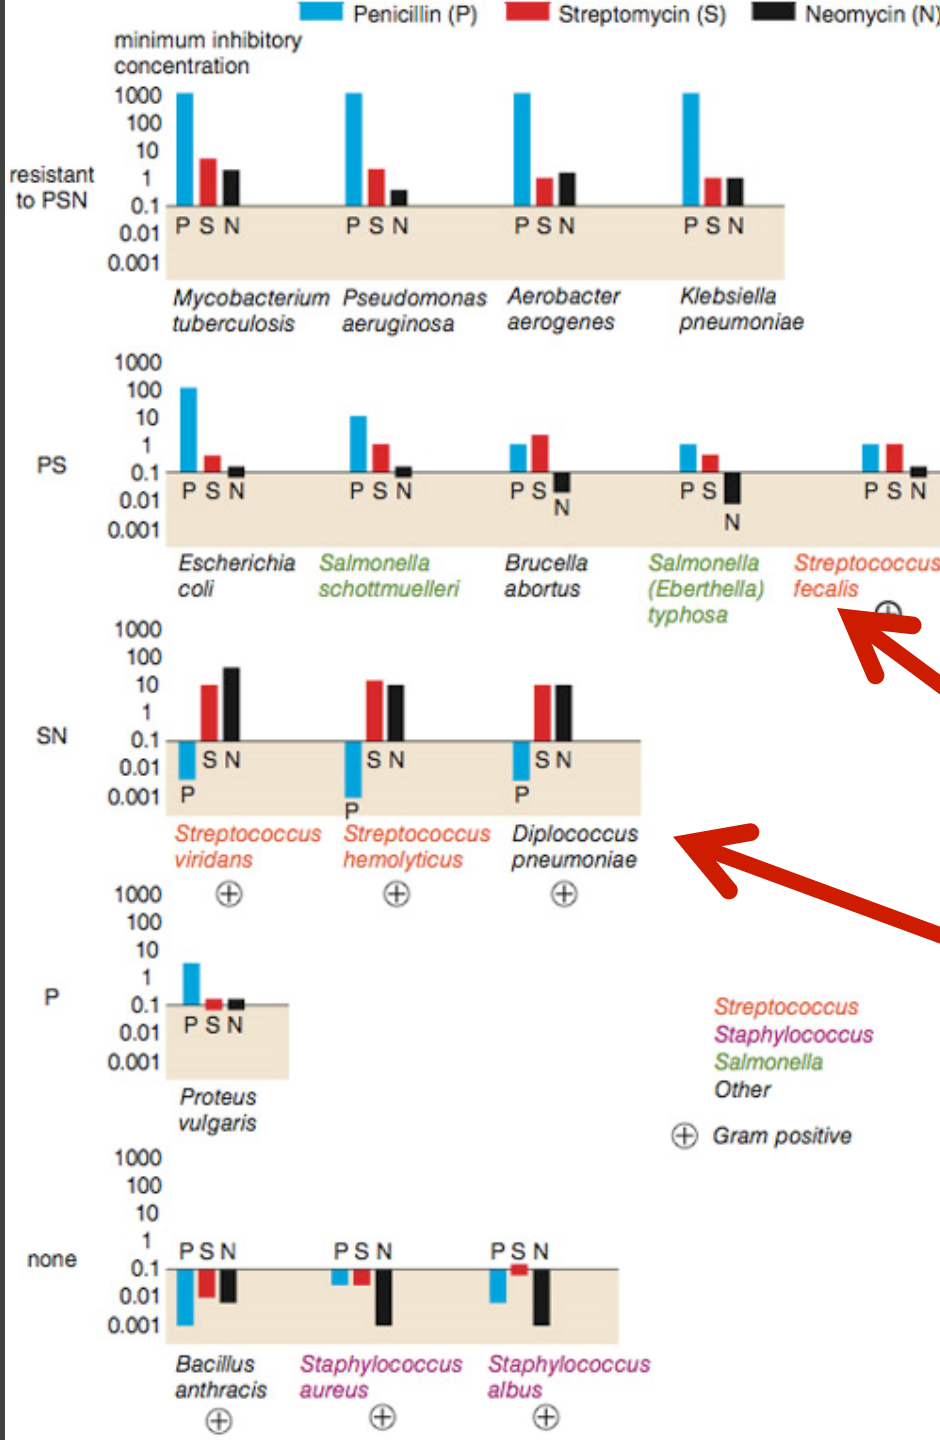 Penicillin (P) Streptomycin (S) Neomycin (N)
minimum inhibitory
concentration
1000
100
10
1
0.1
0.01
0.001
resistant
to PSN
P S N P S N P S N P S N
Mycobacterium Pseudomonas Aerobacter Klebsiella
tuberculosis aeruginosa aerogenes pneumoniae
1000
100
10
1
0.1
0.01
0.001
PS
P S N P S N P S N P S N P S N
Escherichia Salmonella Brucella Salmonella Streptococcus
coli schottmuelleri abortus (Eberthella) fecalis
typhosa
1000
100
10
1
0.1
0.01
0.001
SN
P S N P S N P S N
Streptococcus Streptococcus Diplococcus
viridans hemolyticus pneumoniae
1000
100
10
1
0.1
0.01
0.001
P
P S N
Proteus
vulgaris
Streptococcus
Staphylococcus
Salmonella
Other
Gram positive
1000
100
10
1
0.1
0.01
0.001
none
P S N P S N P S N
Bacillus Staphylococcus Staphylococcus
anthracis aureus albus